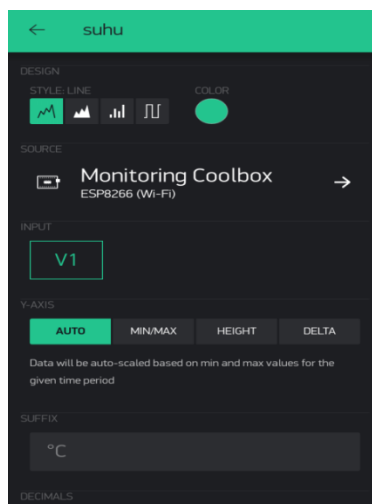 suhu
DESIGN
STYLE: LINE
COLOR
SOURCE
Monitoring Coolbox
ESP8266 (Wi-Fi)
INPUT
V1
Y-AXIS
AUTO MIN/MAX HEIGHT DELTA
Data will be auto-scaled based on min and max values for the
given time period
SUFFIX
°C
DECIMALS